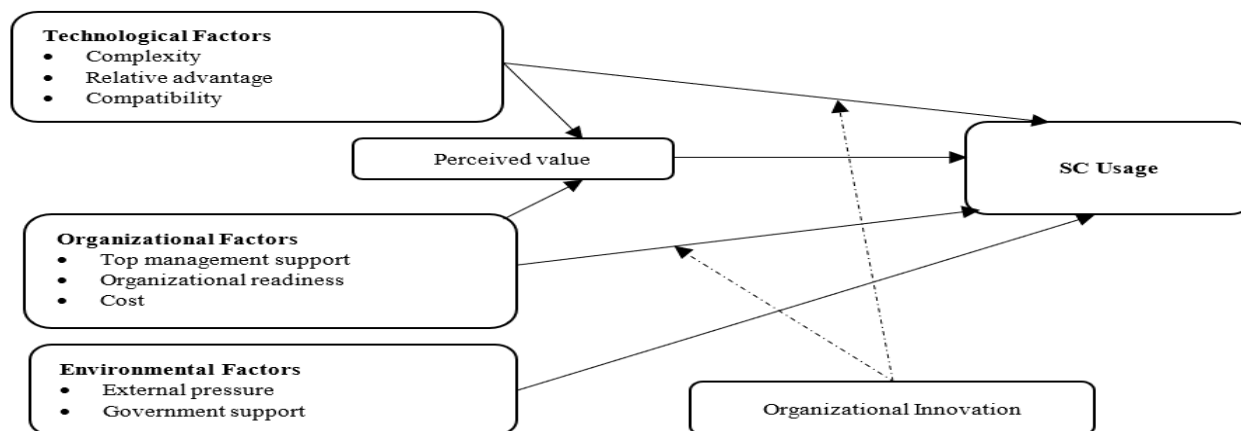 Technological Factors
• Complexity
• Relative advantage
• Compatibility
Perceived value
SC Usage
Organizational Factors
• Top management support
• Organizational readiness
• Cost
Environmental Factors
• External pressure
• Government support
Organizational Innovation